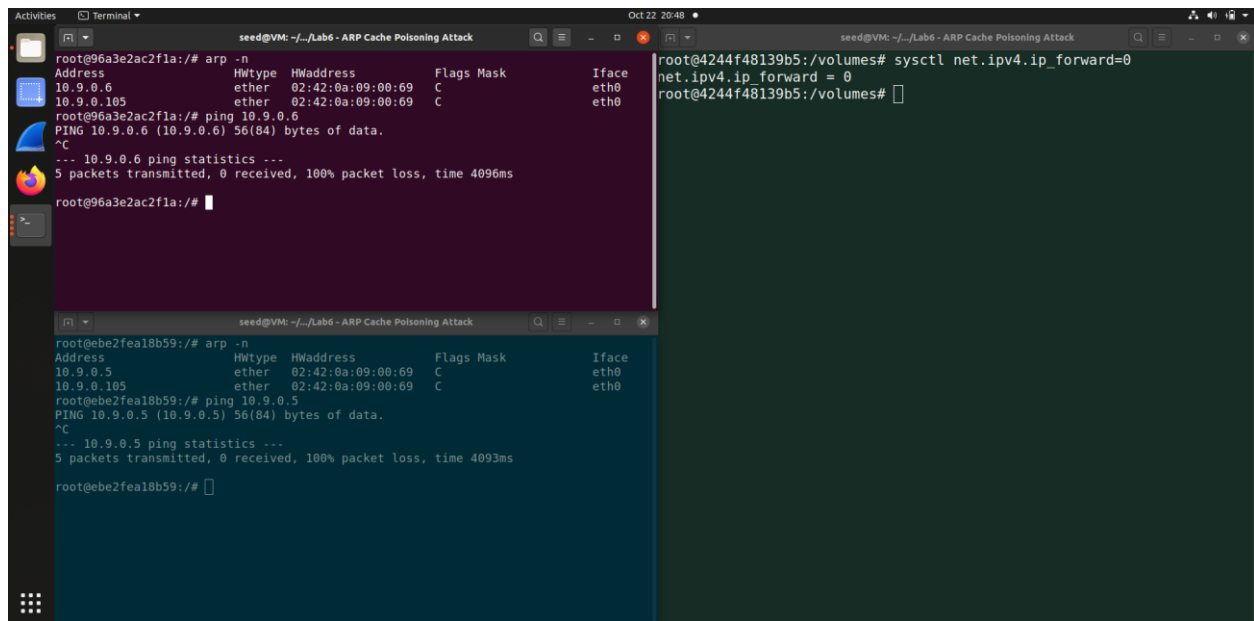 Activities Terminal Oct 22 20:48
seed@VM: ~/.../Lab6 - ARP Cache Poisoning Attack
root@96a3e2ac2f1a:/# arp -n
Address HWtype HWaddress Flags Mask Iface
10.9.0.6 ether 02:42:0a:09:00:69 C eth0
10.9.0.105 ether 02:42:0a:09:00:69 C eth0
root@96a3e2ac2f1a:/# ping 10.9.0.6
PING 10.9.0.6 (10.9.0.6) 56(84) bytes of data.
^C
--- 10.9.0.6 ping statistics ---
5 packets transmitted, 0 received, 100% packet loss, time 4096ms
root@96a3e2ac2f1a:/#
seed@VM: ~/.../Lab6 - ARP Cache Poisoning Attack
root@ebe2fea18b59:/# arp -n
Address HWtype HWaddress Flags Mask Iface
10.9.0.5 ether 02:42:0a:09:00:69 C eth0
10.9.0.105 ether 02:42:0a:09:00:69 C eth0
root@ebe2fea18b59:/# ping 10.9.0.5
PING 10.9.0.5 (10.9.0.5) 56(84) bytes of data.
^C
--- 10.9.0.5 ping statistics ---
5 packets transmitted, 0 received, 100% packet loss, time 4093ms
root@ebe2fea18b59:/#
seed@VM: ~/.../Lab6 - ARP Cache Poisoning Attack
root@4244f48139b5:/volumes# sysctl net.ipv4.ip_forward=0
net.ipv4.ip_forward = 0
root@4244f48139b5:/volumes#